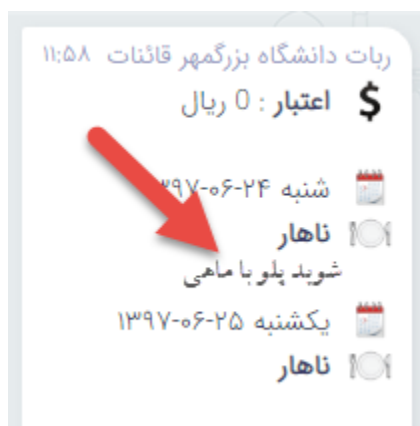 ربات دانشگاه بزرگمهر قائنات ۱۱:۵۸
$ اعتبار : 0 ریال
شنبه ۲۴-۰۶-۱۳۹۷
ناهار
شوید پلو با ماهی
یکشنبه ۲۵-۰۶-۱۳۹۷
ناهار